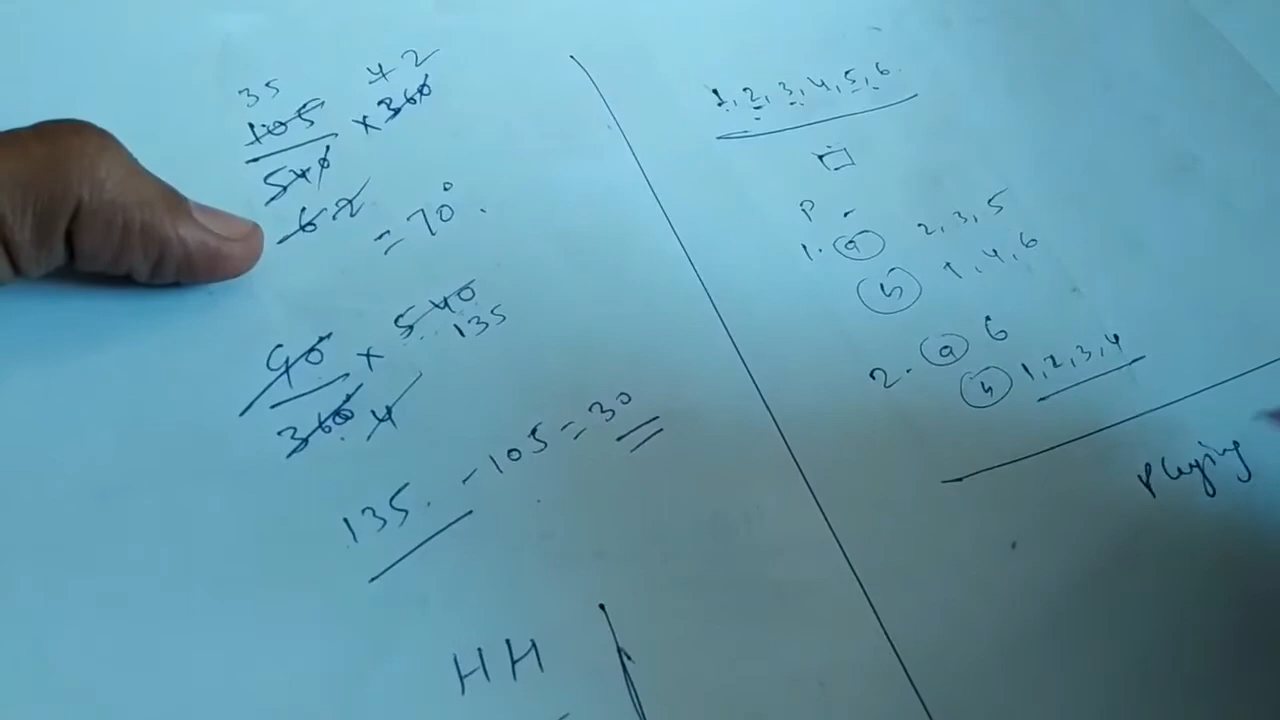 35 42
105/540 × 360
6 2
= 70°.
90/360 × 540
4 135
135. - 105 = 30
HH
1, 2, 3, 4, 5, 6.
P
1. (a) 2, 3, 5
(b) 1, 4, 6
2. (a) 6
(b) 1, 2, 3, 4
Playing